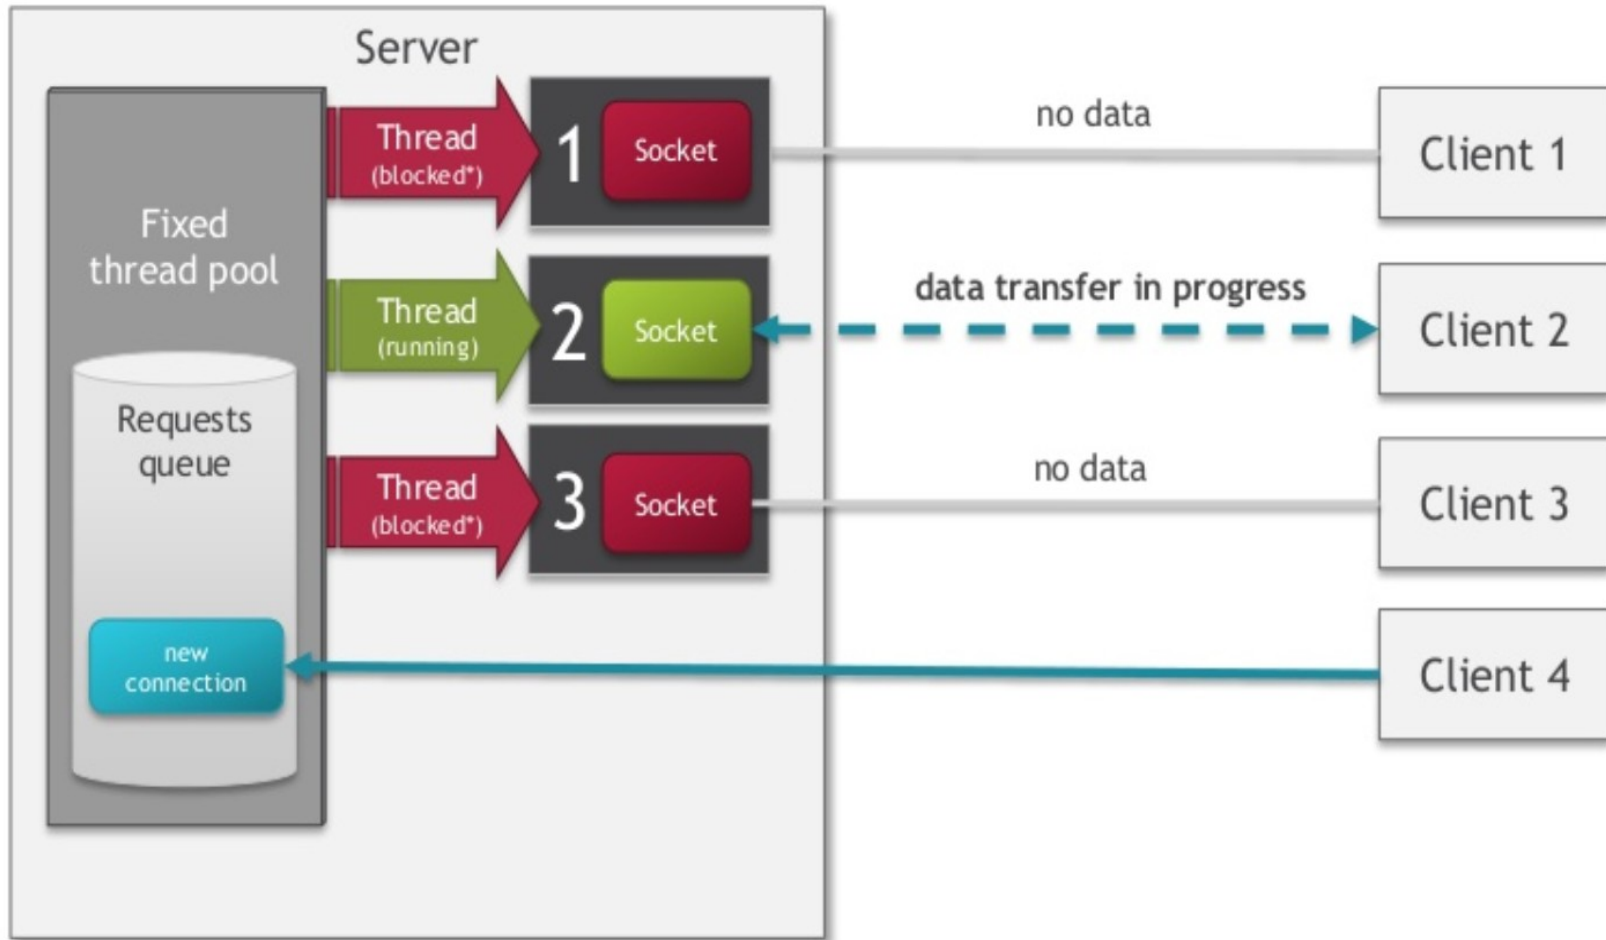 Server
Fixed
thread pool
Requests
queue
new
connection
Thread
(blocked*)
1
Socket
no data
Client 1
Thread
(running)
2
Socket
data transfer in progress
Client 2
Thread
(blocked*)
3
Socket
no data
Client 3
Client 4